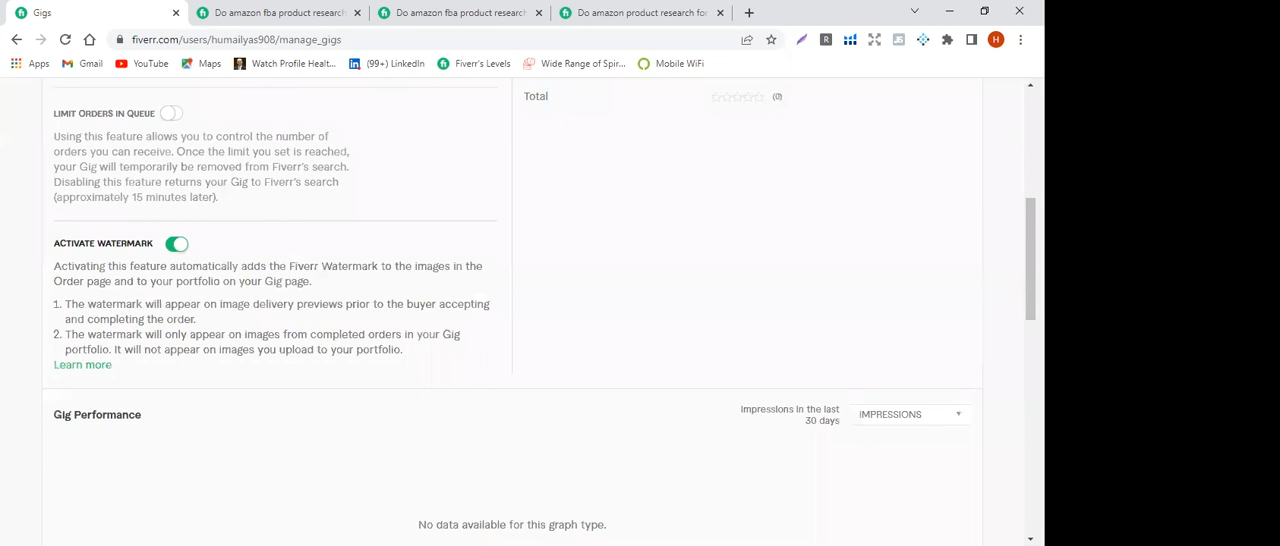 Gigs
Do amazon fba product research
Do amazon fba product research
Do amazon product research for
fiverr.com/users/humailyas908/manage_gigs
Apps
Gmail
YouTube
Maps
Watch Profile Healt...
(99+) LinkedIn
Fiverr's Levels
Wide Range of Spir...
Mobile WiFi
Total
(0)
LIMIT ORDERS IN QUEUE
Using this feature allows you to control the number of
orders you can receive. Once the limit you set is reached,
your Gig will temporarily be removed from Fiverr's search.
Disabling this feature returns your Gig to Fiverr's search
(approximately 15 minutes later).
ACTIVATE WATERMARK
Activating this feature automatically adds the Fiverr Watermark to the images in the
Order page and to your portfolio on your Gig page.
1. The watermark will appear on image delivery previews prior to the buyer accepting
and completing the order.
2. The watermark will only appear on images from completed orders in your Gig
portfolio. It will not appear on images you upload to your portfolio.
Learn more
Gig Performance
Impressions in the last
30 days
IMPRESSIONS
No data available for this graph type.